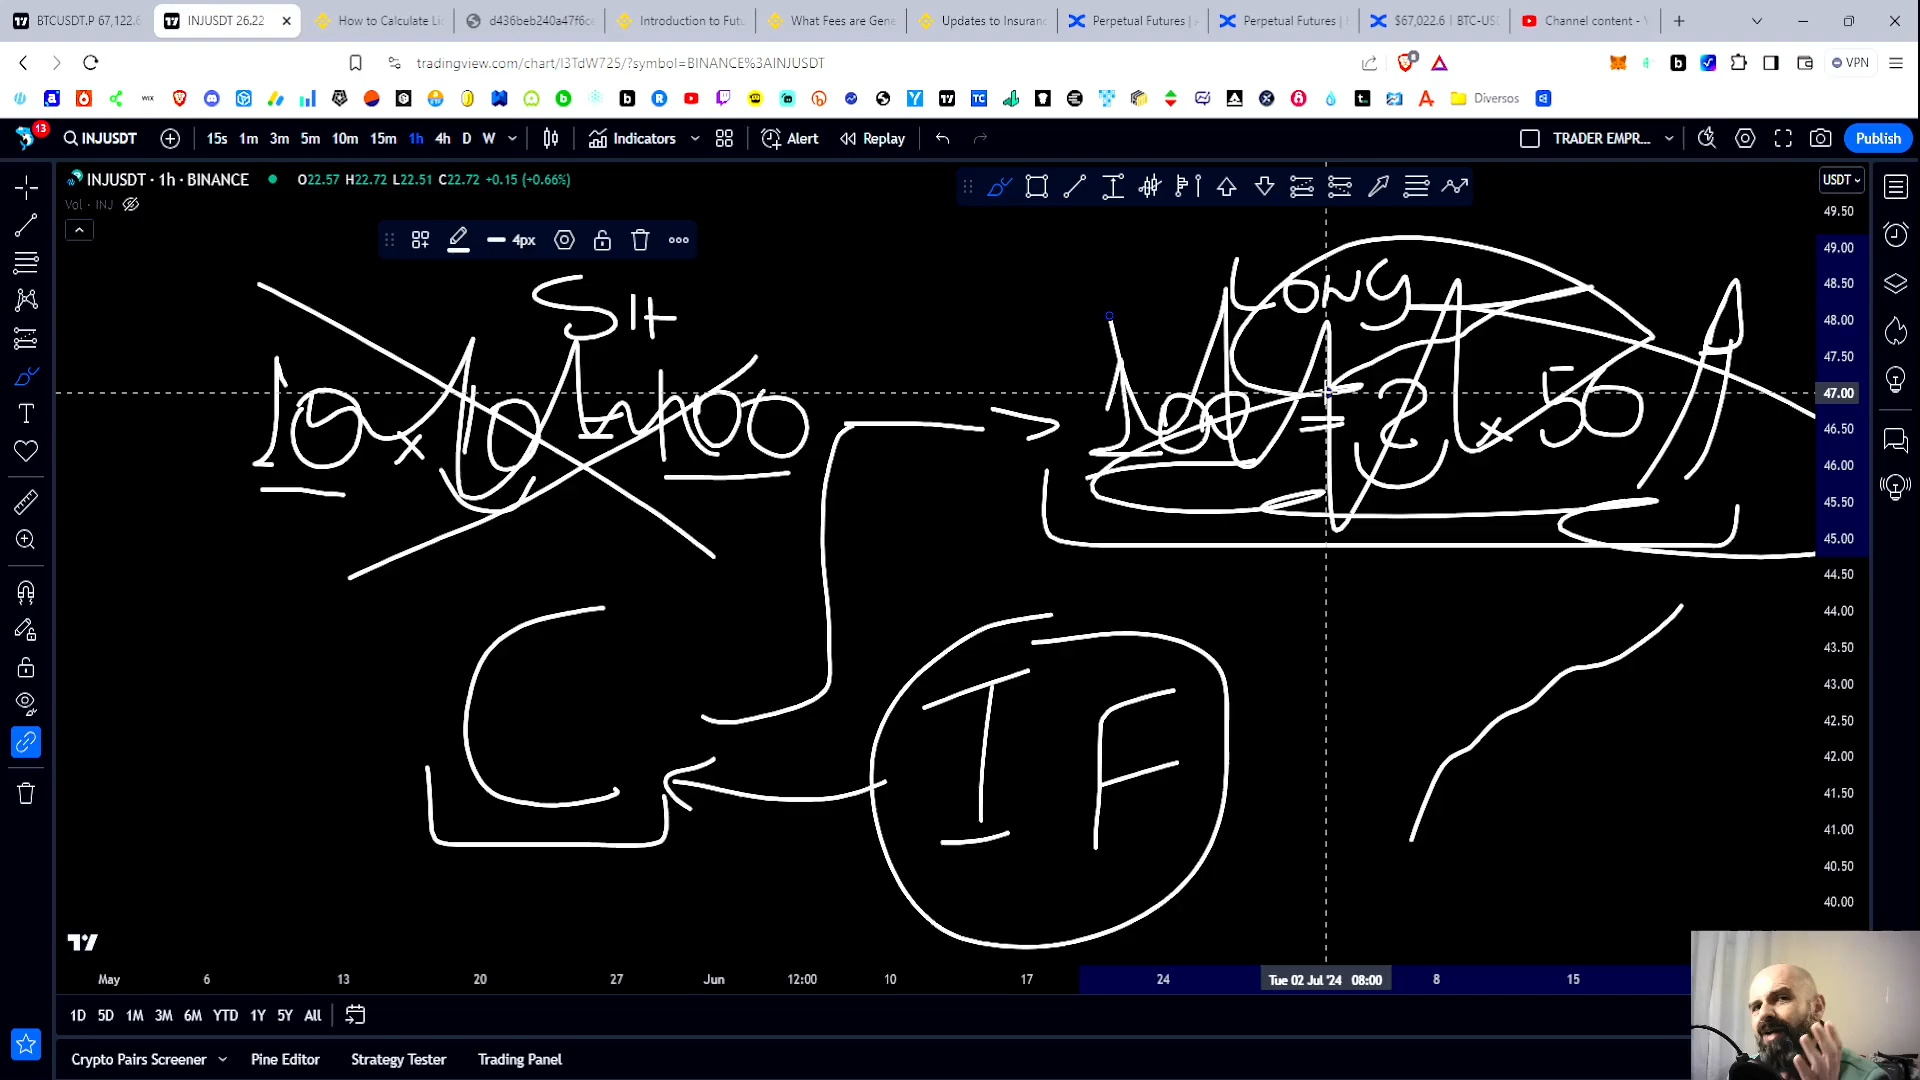 BTCUSDT.P 67,122.6
INJUSDT 26.22
How to Calculate Li
d436beb240a47f6ce
Introduction to Futu
What Fees are Gene
Updates to Insuranc
Perpetual Futures |
Perpetual Futures |
$67,022.6 | BTC-USD
Channel content -
tradingview.com/chart/I3TdW725/?symbol=BINANCE%3AINJUSDT
VPN
Diversos
13
INJUSDT
15s 1m 3m 5m 10m 15m 1h 4h D W
Indicators
Alert
Replay
TRADER EMPR...
Publish
INJUSDT · 1h · BINANCE
O22.57 H22.72 L22.51 C22.72 +0.15 (+0.66%)
USDT
Vol · INJ
4px
49.50
49.00
48.50
48.00
47.50
47.00
46.50
46.00
45.50
45.00
44.50
44.00
43.50
43.00
42.50
42.00
41.50
41.00
40.50
40.00
LONG
10 x 10 = 100
100 = 2 x 50
C
I F
May 6 13 20 27 Jun 12:00 10 17 24 Tue 02 Jul '24 08:00 8 15
1D 5D 1M 3M 6M YTD 1Y 5Y All
Crypto Pairs Screener
Pine Editor
Strategy Tester
Trading Panel